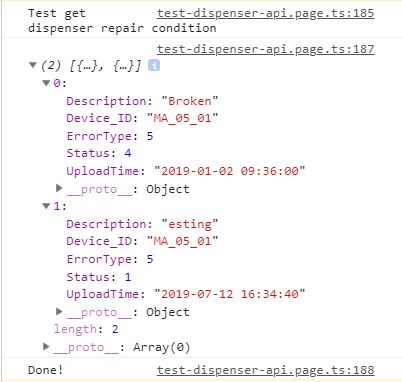 Test get test-dispenser-api.page.ts:185
dispenser repair condition
test-dispenser-api.page.ts:187
▼ (2) [{…}, {…}] i
▼ 0:
Description: "Broken"
Device_ID: "MA_05_01"
ErrorType: 5
Status: 4
UploadTime: "2019-01-02 09:36:00"
▶ __proto__: Object
▼ 1:
Description: "esting"
Device_ID: "MA_05_01"
ErrorType: 5
Status: 1
UploadTime: "2019-07-12 16:34:40"
▶ __proto__: Object
length: 2
▶ __proto__: Array(0)
Done! test-dispenser-api.page.ts:188